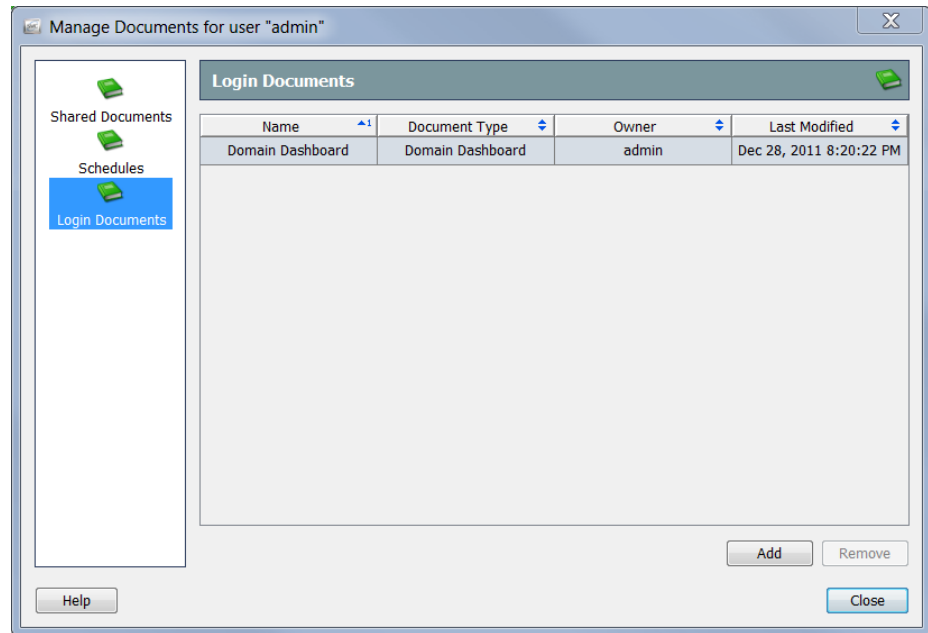 Manage Documents for user "admin"
Shared Documents
Schedules
Login Documents
Login Documents
Name 1 Document Type Owner Last Modified
Domain Dashboard Domain Dashboard admin Dec 28, 2011 8:20:22 PM
Add Remove
Help Close